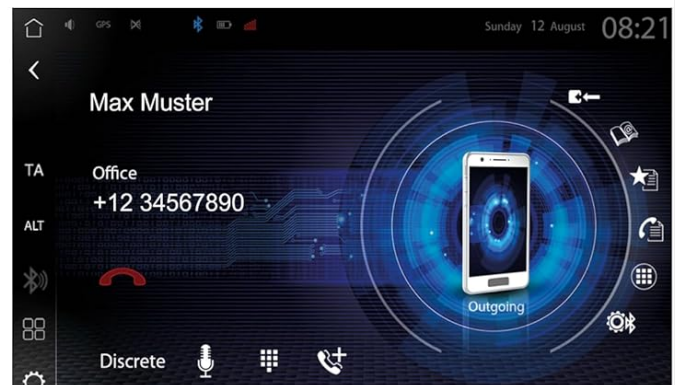 GPS
Sunday 12 August 08:21
Max Muster
TA
Office
+12 34567890
ALT
Outgoing
Discrete